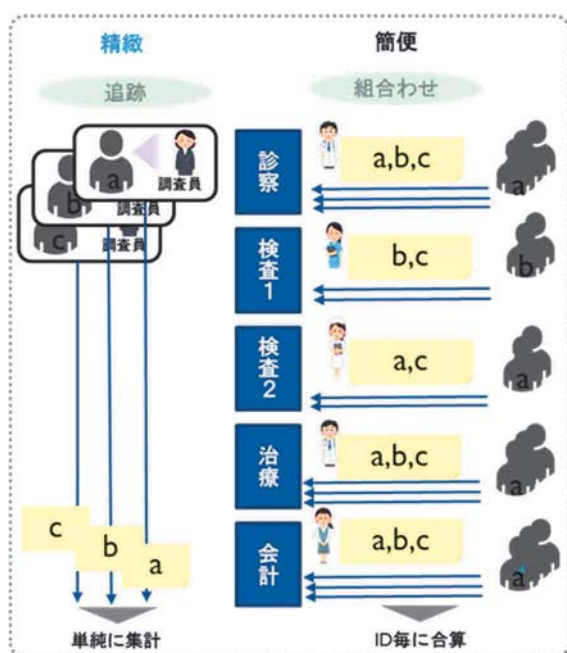 精緻
追跡
a
調査員
b
調査員
c
調査員
c
b
a
単純に集計
簡便
組合わせ
診察
a,b,c
a
検査1
b,c
b
検査2
a,c
a
治療
a,b,c
a
会計
a,b,c
a
ID毎に合算